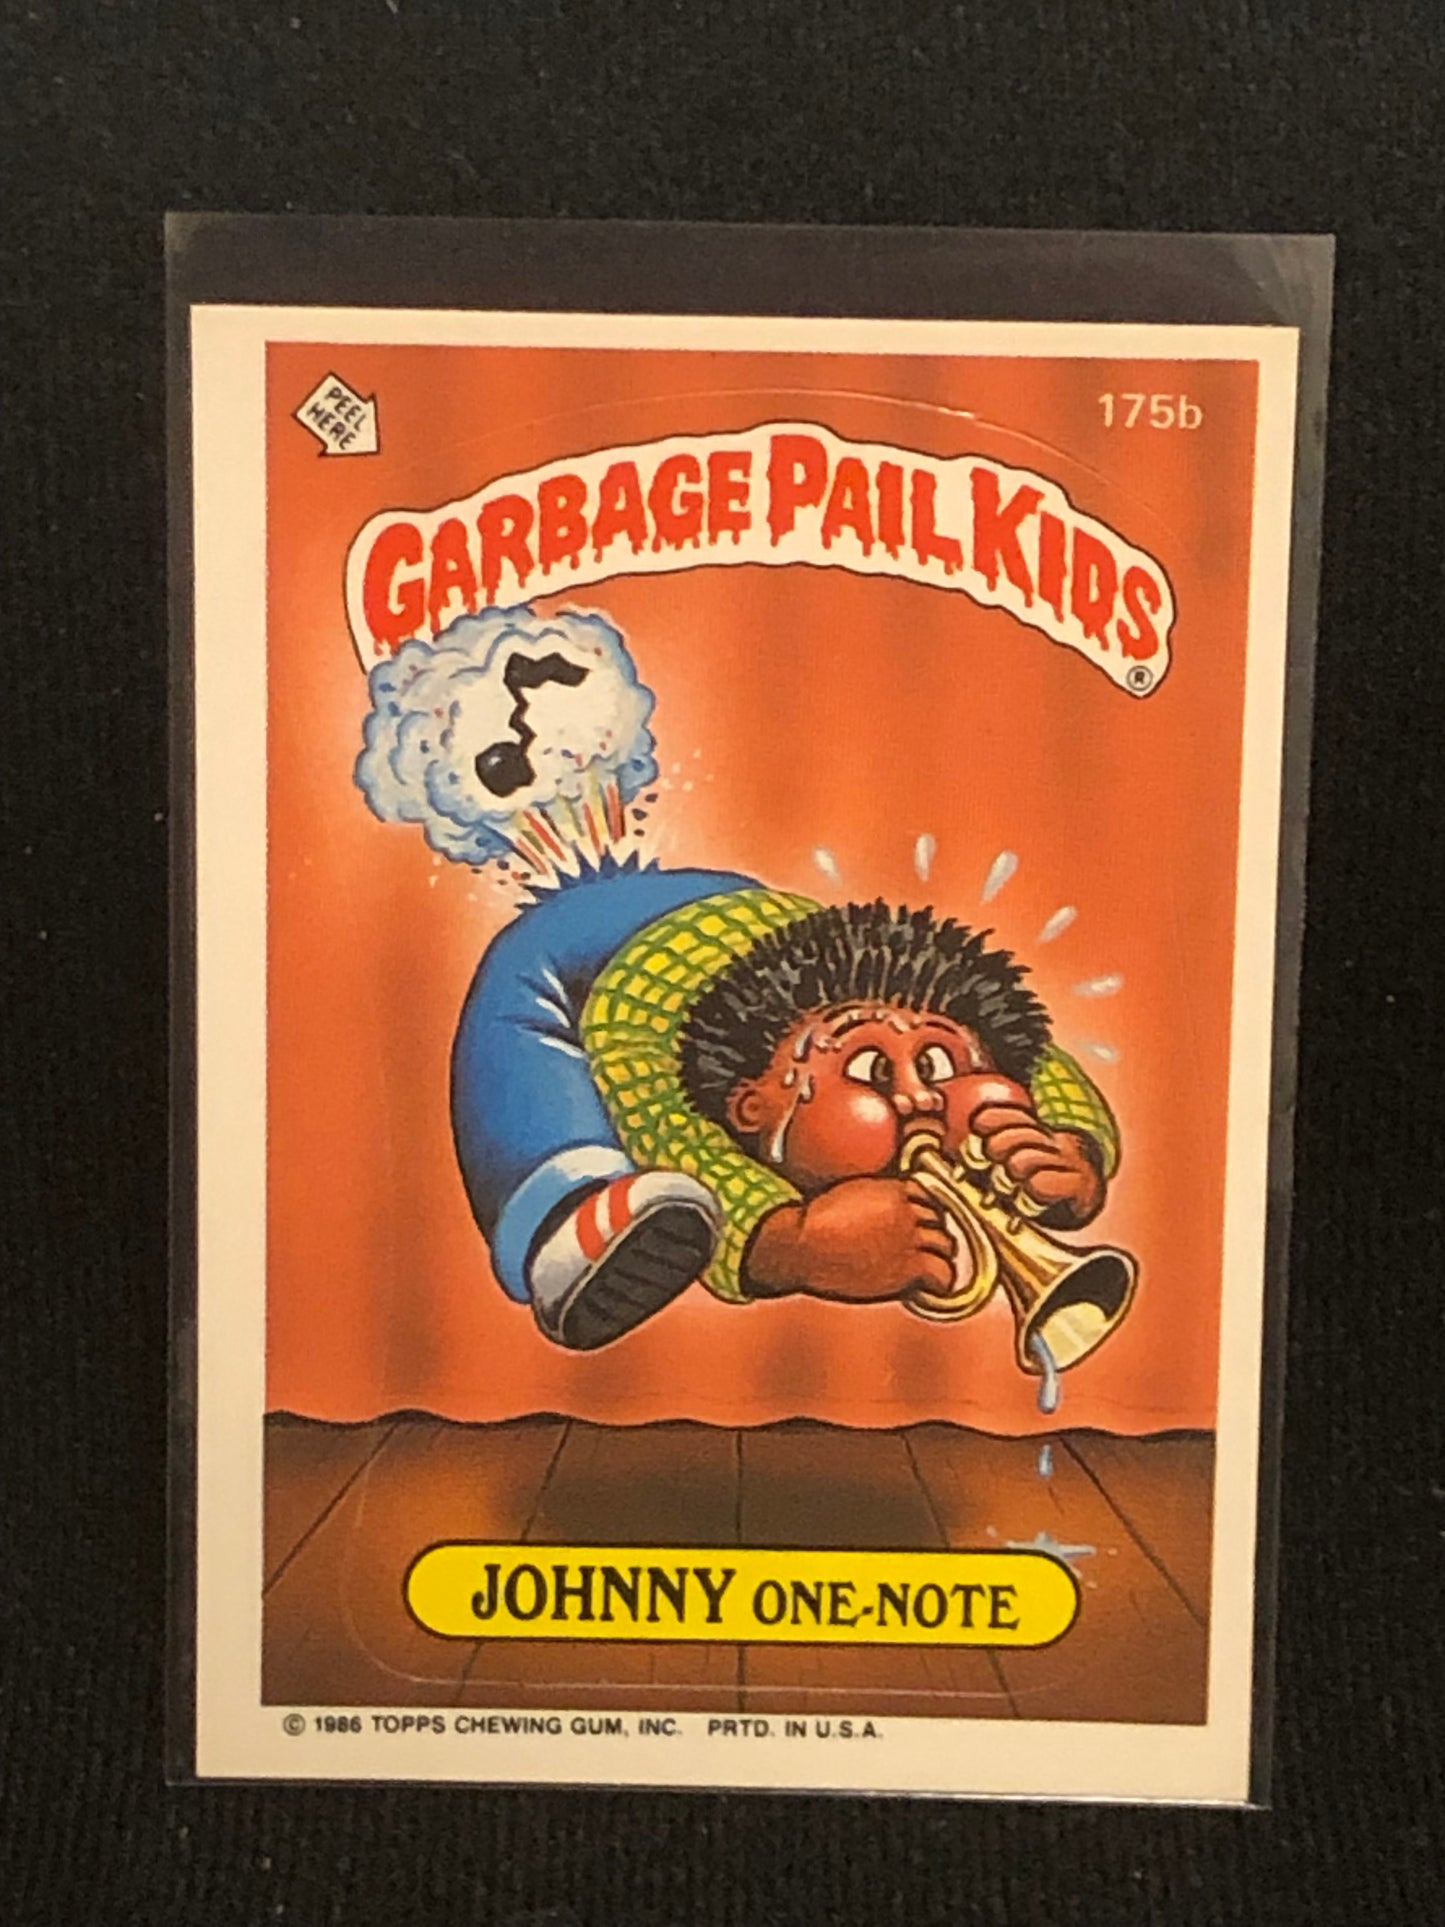 PEEL
HERE
175b
GARBAGE PAIL KIDS
®
JOHNNY ONE-NOTE
© 1986 TOPPS CHEWING GUM, INC. PRTD. IN U.S.A.